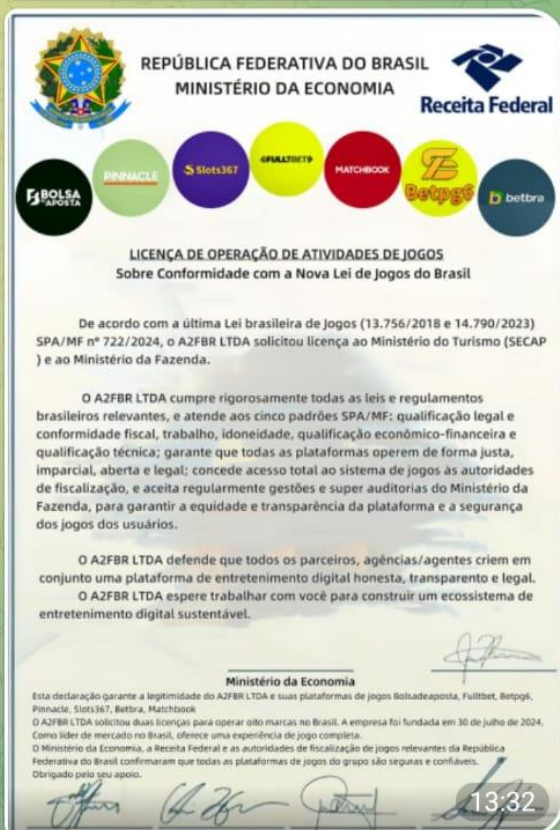 REPÚBLICA FEDERATIVA DO BRASIL
MINISTÉRIO DA ECONOMIA
Receita Federal
BOLSA DE APOSTA
PINNACLE
Slots367
FULLTBET
MATCHBOOK
Betpg6
betbra
LICENÇA DE OPERAÇÃO DE ATIVIDADES DE JOGOS
Sobre Conformidade com a Nova Lei de Jogos do Brasil
De acordo com a última Lei brasileira de Jogos (13.756/2018 e 14.790/2023)
SPA/MF nº 722/2024, o A2FBR LTDA solicitou licença ao Ministério do Turismo (SECAP
) e ao Ministério da Fazenda.
O A2FBR LTDA cumpre rigorosamente todas as leis e regulamentos
brasileiros relevantes, e atende aos cinco padrões SPA/MF: qualificação legal e
conformidade fiscal, trabalho, idoneidade, qualificação econômico-financeira e
qualificação técnica; garante que todas as plataformas operem de forma justa,
imparcial, aberta e legal; concede acesso total ao sistema de jogos às autoridades
de fiscalização, e aceita regularmente gestões e super auditorias do Ministério da
Fazenda, para garantir a equidade e transparência da plataforma e a segurança
dos jogos dos usuários.
O A2FBR LTDA defende que todos os parceiros, agências/agentes criem em
conjunto uma plataforma de entretenimento digital honesta, transparento e legal.
O A2FBR LTDA espere trabalhar com você para construir um ecossistema de
entretenimento digital sustentável.
Ministério da Economia
Esta declaração garante a legitimidade do A2FBR LTDA e suas plataformas de jogos Bolsadeaposta, Fulltbet, Betpg6,
Pinnacle, Slots367, Betbra, Matchbook
O A2FBR LTDA solicitou duas licenças para operar oito marcas no Brasil. A empresa foi fundada em 30 de julho de 2024,
Como líder de mercado no Brasil, oferece uma experiência de jogo completa.
O Ministério da Economia, a Receita Federal e as autoridades de fiscalização de jogos relevantes da República
Federativa do Brasil confirmaram que todas as plataformas de jogos do grupo são seguras e confiáveis.
Obrigado pelo seu apoio.
13:32